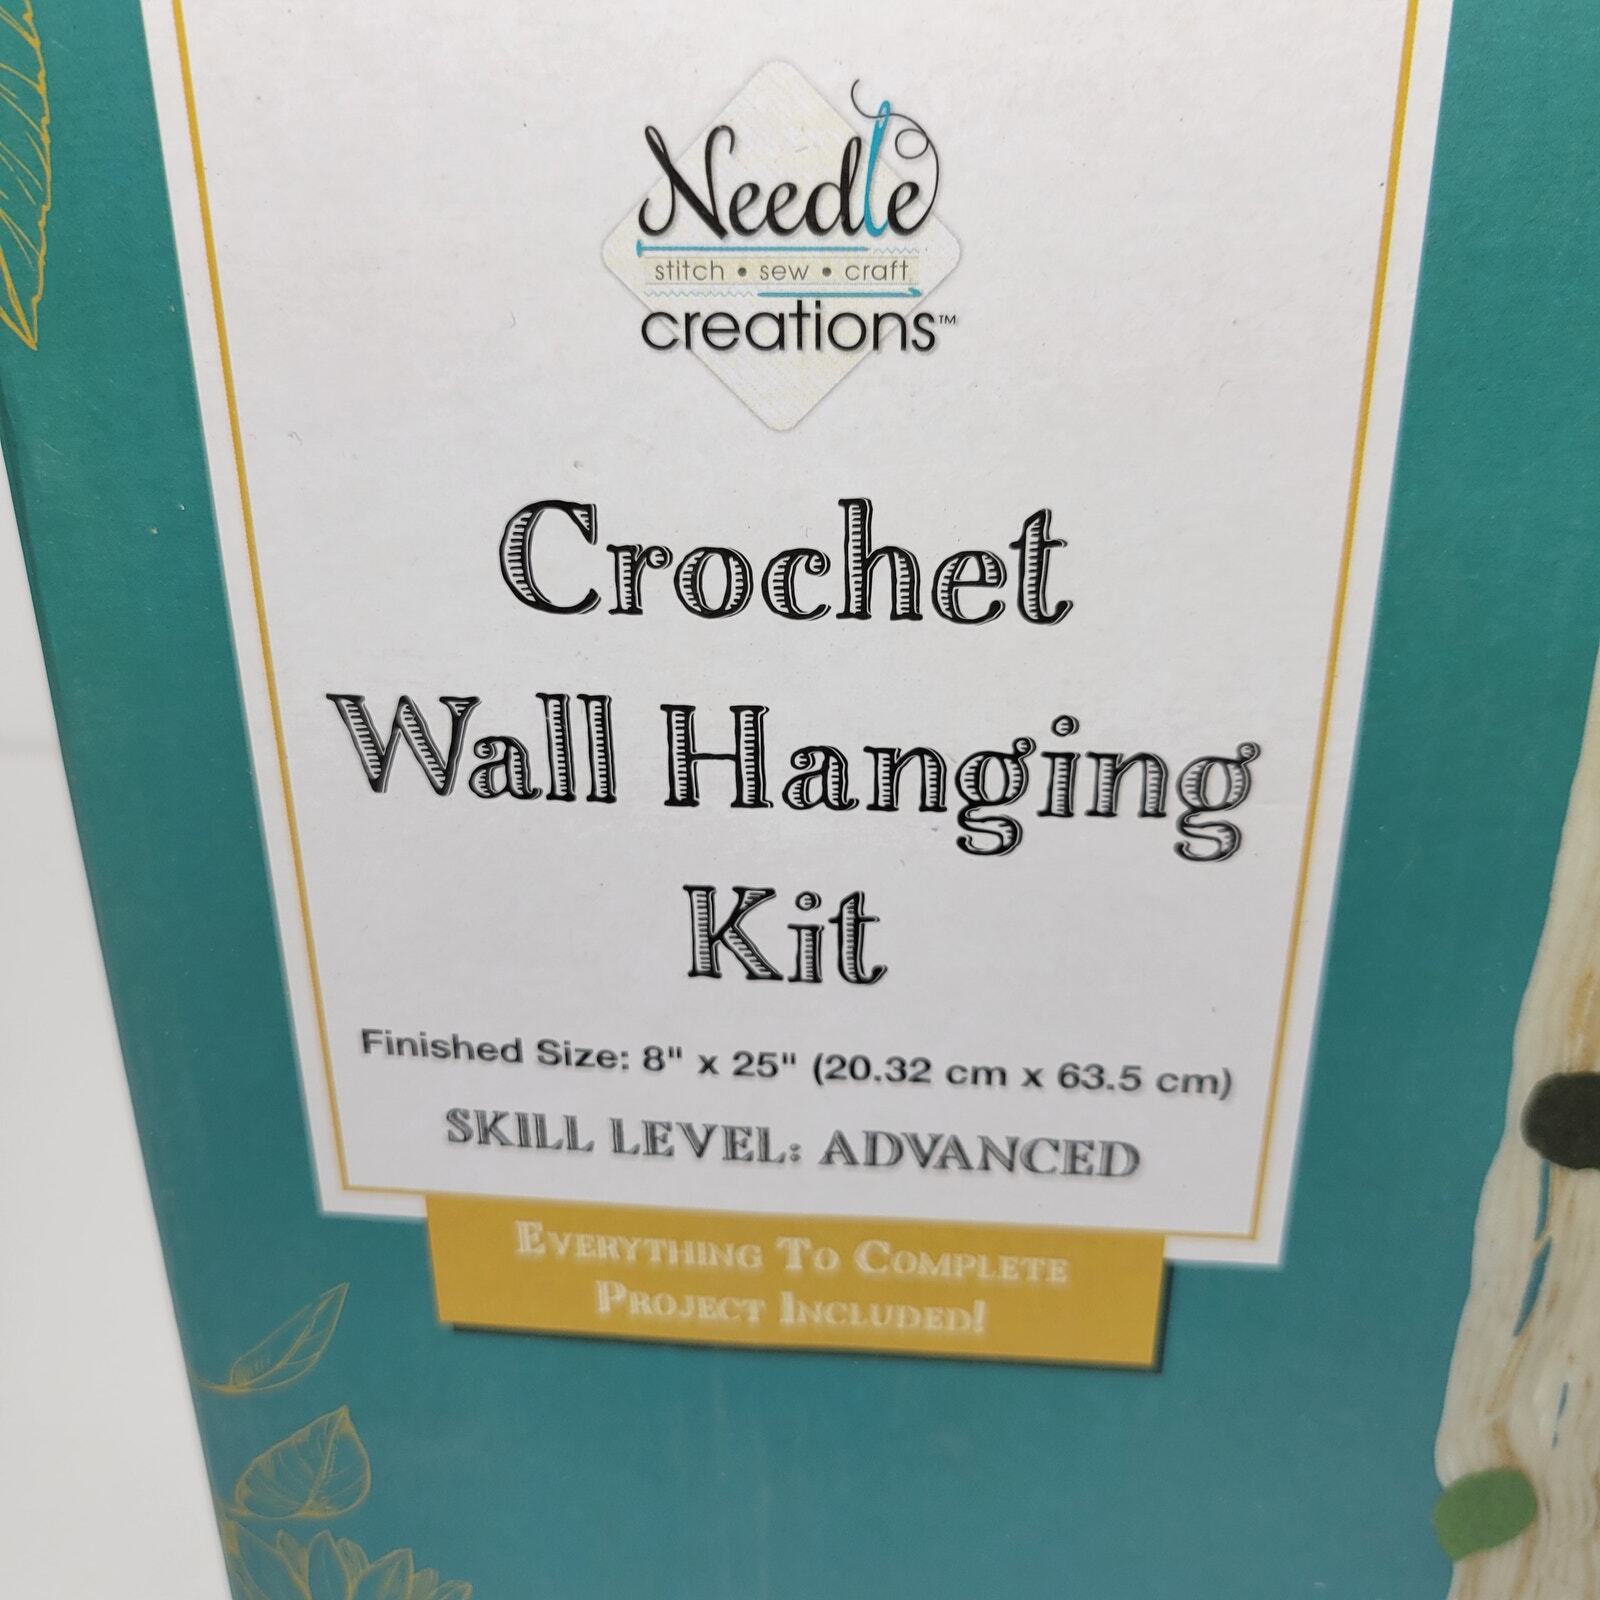 Needle
stitch • sew • craft
creations™
Crochet
Wall Hanging
Kit
Finished Size: 8" x 25" (20.32 cm x 63.5 cm)
SKILL LEVEL: ADVANCED
EVERYTHING TO COMPLETE
PROJECT INCLUDED!